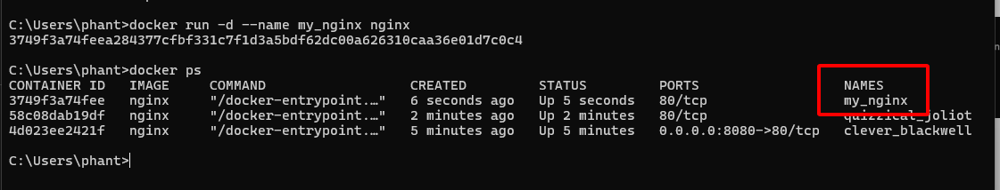 C:\Users\phant>docker run -d --name my_nginx nginx
3749f3a74feea284377cfbf331c7f1d3a5bdf62dc00a626310caa36e01d7c0c4
C:\Users\phant>docker ps
CONTAINER ID   IMAGE     COMMAND                  CREATED         STATUS         PORTS                  NAMES
3749f3a74fee   nginx     "/docker-entrypoint.…"   6 seconds ago   Up 5 seconds   80/tcp                 my_nginx
58c08dab19df   nginx     "/docker-entrypoint.…"   2 minutes ago   Up 2 minutes   80/tcp                 quizzical_joliot
4d023ee2421f   nginx     "/docker-entrypoint.…"   5 minutes ago   Up 5 minutes   0.0.0.0:8080->80/tcp   clever_blackwell
C:\Users\phant>